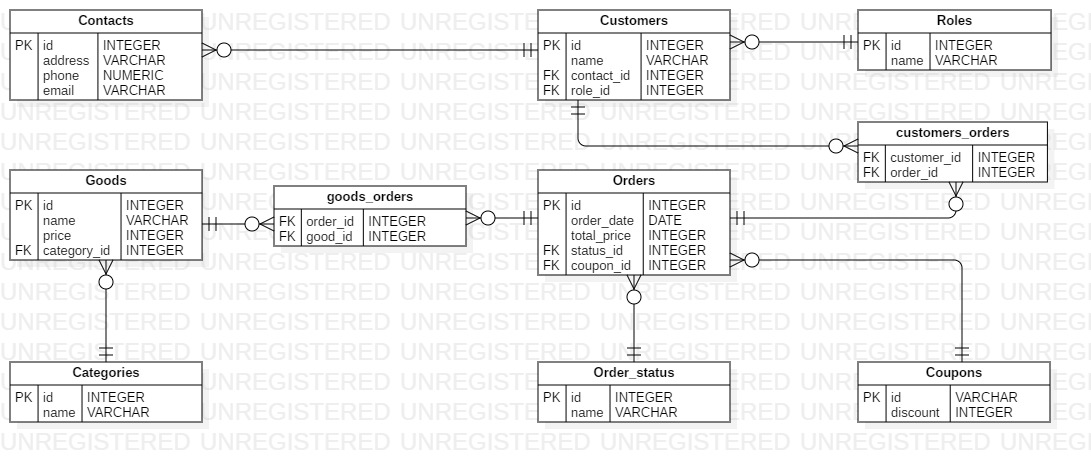 Contacts
PK id INTEGER
address VARCHAR
phone NUMERIC
email VARCHAR
Customers
PK id INTEGER
name VARCHAR
FK contact_id INTEGER
FK role_id INTEGER
Roles
PK id INTEGER
name VARCHAR
customers_orders
FK customer_id INTEGER
FK order_id INTEGER
Goods
PK id INTEGER
name VARCHAR
price INTEGER
FK category_id INTEGER
goods_orders
FK order_id INTEGER
FK good_id INTEGER
Orders
PK id INTEGER
order_date DATE
total_price INTEGER
FK status_id INTEGER
FK coupon_id INTEGER
Categories
PK id INTEGER
name VARCHAR
Order_status
PK id INTEGER
name VARCHAR
Coupons
PK id VARCHAR
discount INTEGER
UNREGISTERED UNREGISTERED UNREGISTERED UNREGISTERED UNREGISTERED